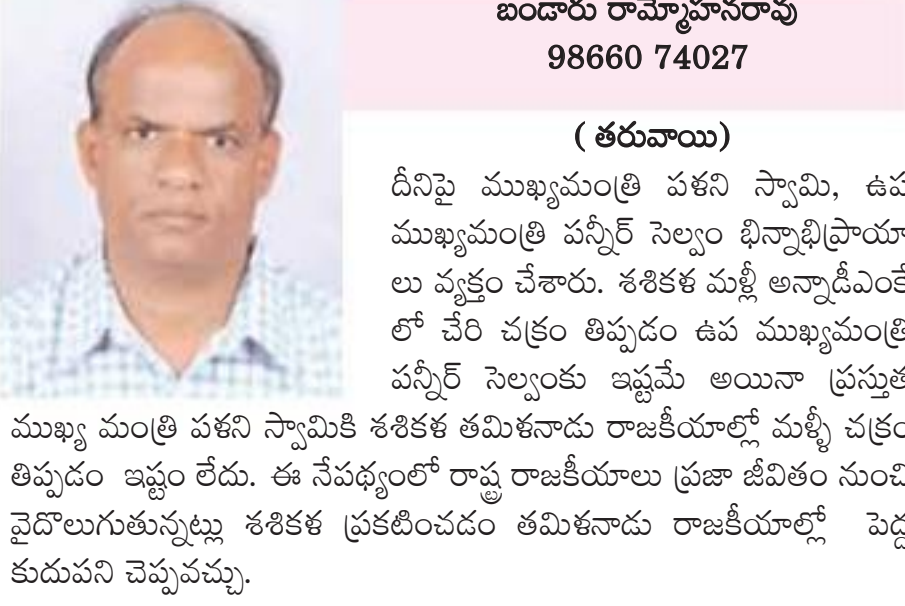 బండారు రామ్మోహనరావు
98660 74027
( తరువాయి)
దీనిపై ముఖ్యమంత్రి పళని స్వామి, ఉప
ముఖ్యమంత్రి పన్నీర్ సెల్వం భిన్నాభిప్రాయా
లు వ్యక్తం చేశారు. శశికళ మళ్లీ అన్నాడీఎంకే
లో చేరి చక్రం తిప్పడం ఉప ముఖ్యమంత్రి
పన్నీర్ సెల్వంకు ఇష్టమే అయినా ప్రస్తుత
ముఖ్య మంత్రి పళని స్వామికి శశికళ తమిళనాడు రాజకీయాల్లో మళ్ళీ చక్రం
తిప్పడం ఇష్టం లేదు. ఈ నేపథ్యంలో రాష్ట్ర రాజకీయాలు ప్రజా జీవితం నుంచి
వైదొలుగుతున్నట్లు శశికళ ప్రకటించడం తమిళనాడు రాజకీయాల్లో పెద్ద
కుదుపని చెప్పవచ్చు.